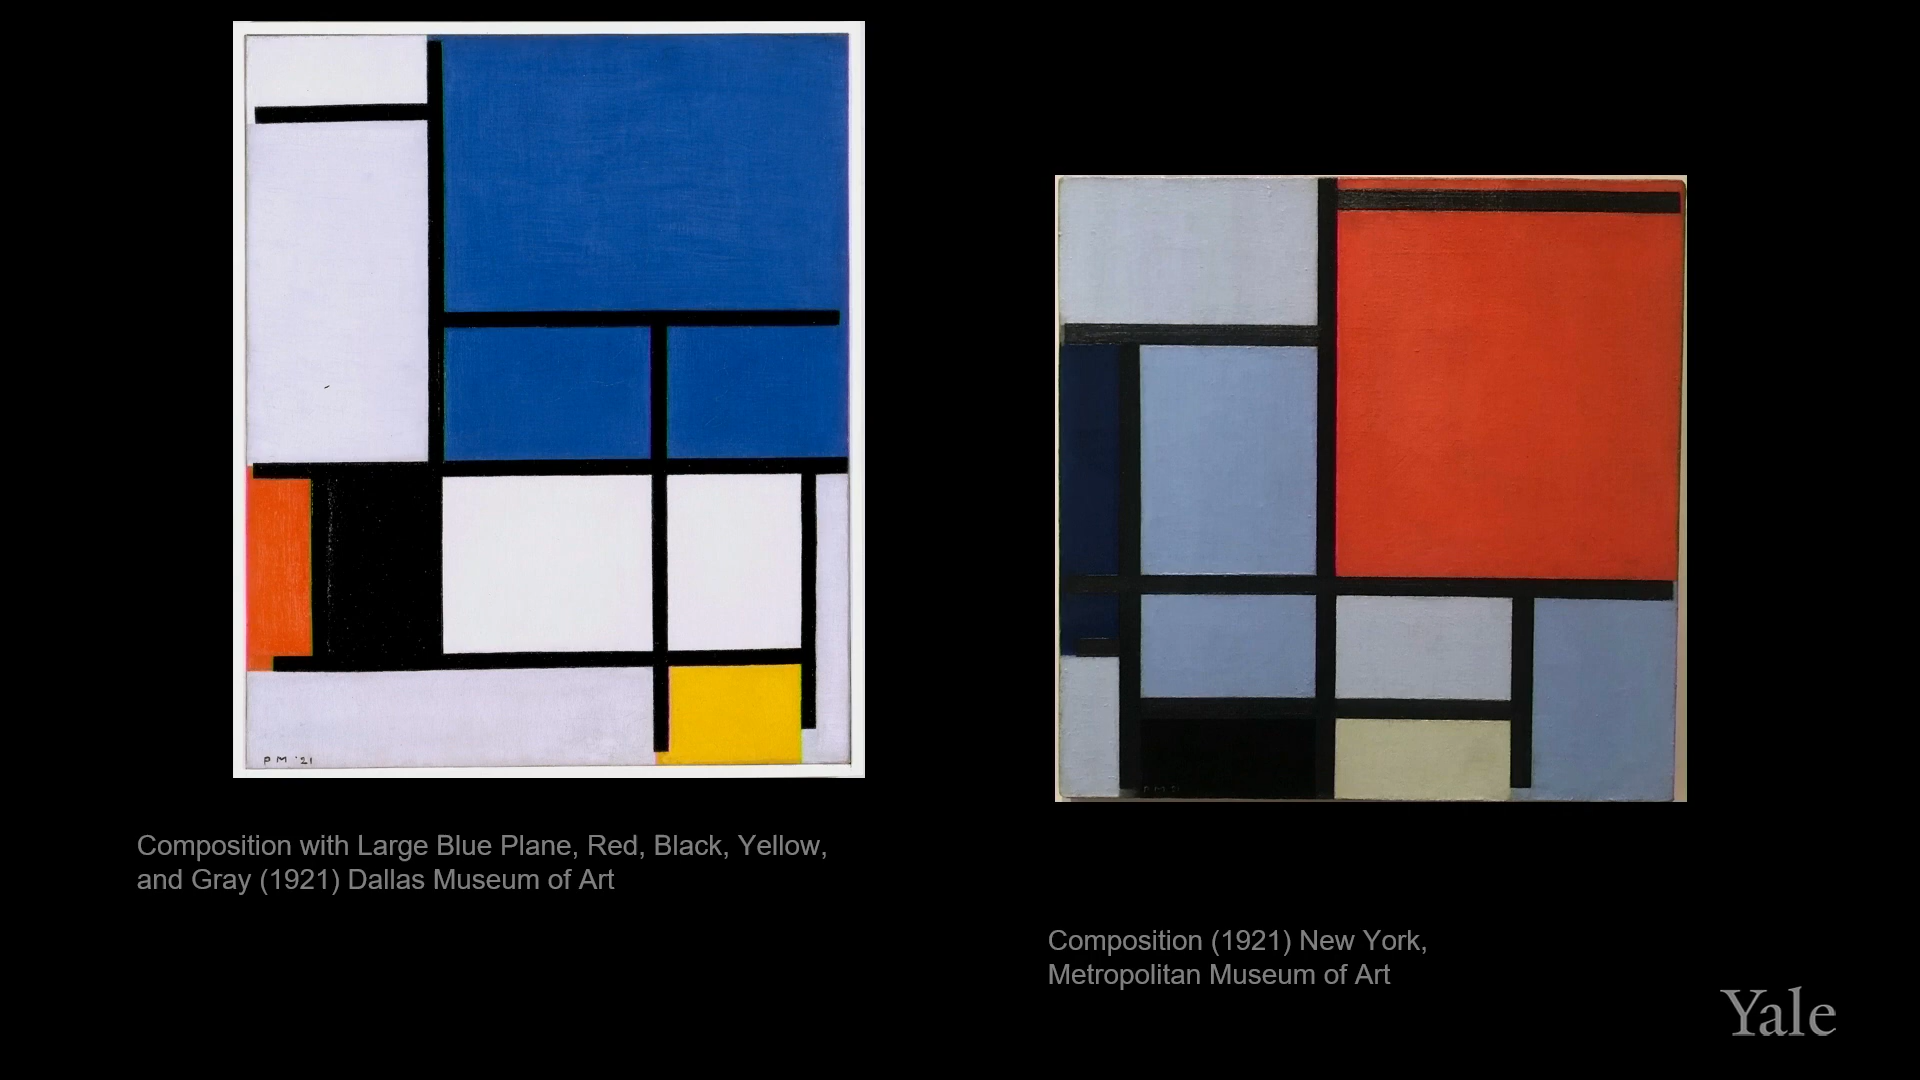 P M '21
Composition with Large Blue Plane, Red, Black, Yellow,
and Gray (1921) Dallas Museum of Art
Composition (1921) New York,
Metropolitan Museum of Art
Yale